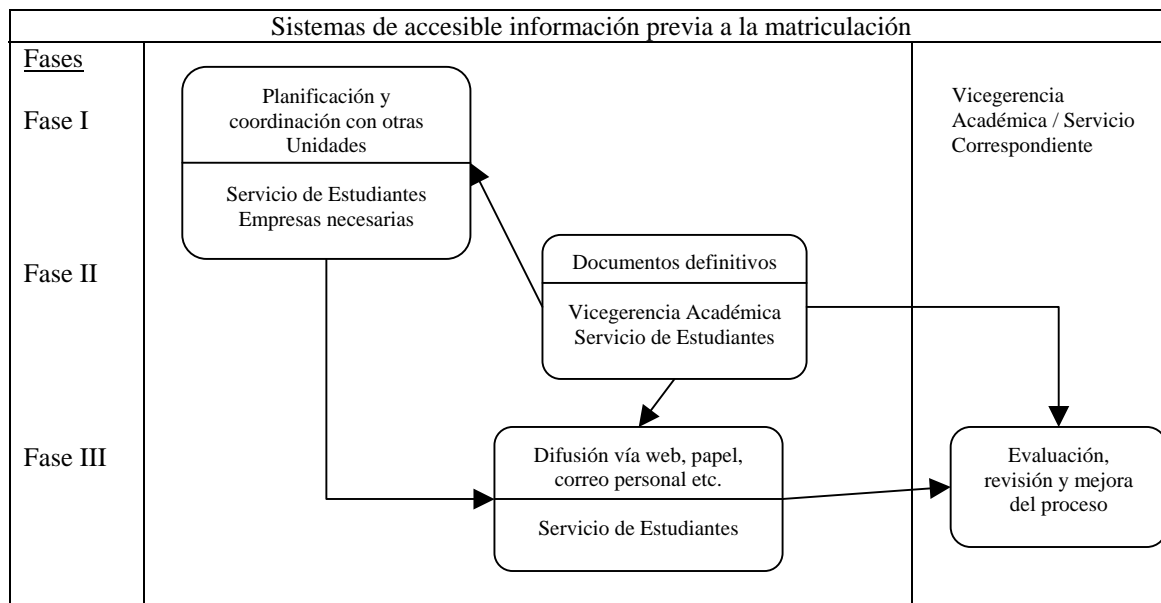 Sistemas de accesible información previa a la matriculación
Fases
Fase I
Planificación y
coordinación con otras
Unidades
Servicio de Estudiantes
Empresas necesarias
Vicegerencia
Académica / Servicio
Correspondiente
Fase II
Documentos definitivos
Vicegerencia Académica
Servicio de Estudiantes
Fase III
Difusión vía web, papel,
correo personal etc.
Servicio de Estudiantes
Evaluación,
revisión y mejora
del proceso